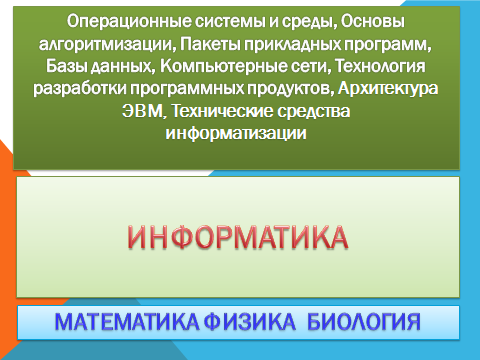 Операционные системы и среды, Основы
алгоритмизации, Пакеты прикладных программ,
Базы данных, Компьютерные сети, Технология
разработки программных продуктов, Архитектура
ЭВМ, Технические средства
информатизации
ИНФОРМАТИКА
МАТЕМАТИКА ФИЗИКА БИОЛОГИЯ